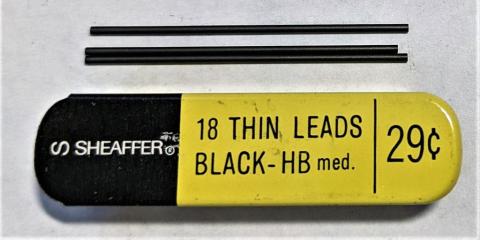 SHEAFFER
18 THIN LEADS
BLACK-HB med.
29¢